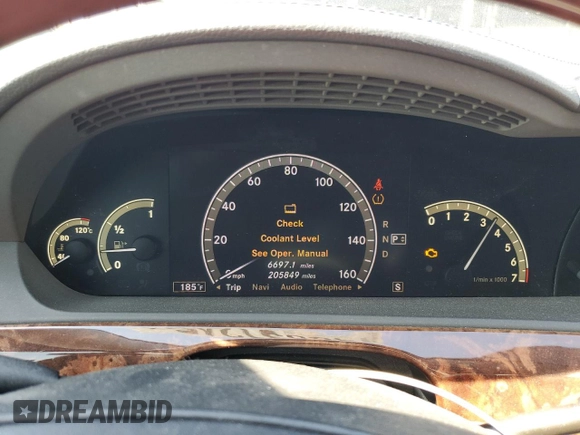 80
120°C
40
1
½
0
0
20
40
60
80
100
120
140
160
mph
Check
Coolant Level
See Oper. Manual
6697.1 miles
205849 miles
185°F
Trip Navi Audio Telephone
R
N
P
D
S
0
1
2
3
4
5
6
7
1/min x1000
DREAMBID